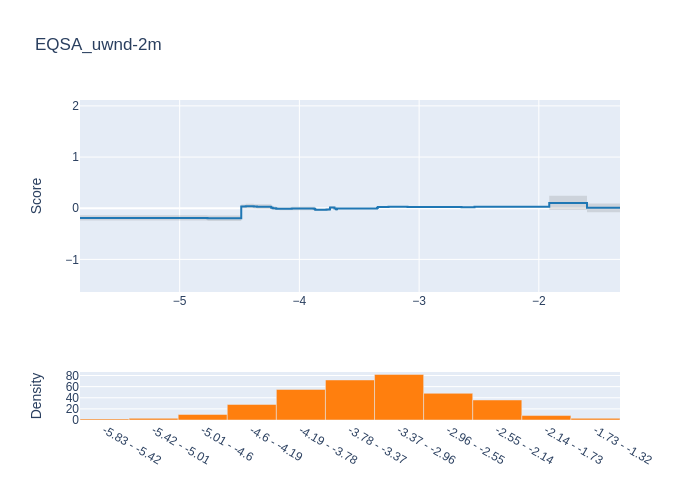 EQSA_uwnd-2m
2
1
0
−1
Score
−5
−4
−3
−2
80
60
40
20
0
Density
-5.83 - -5.42
-5.42 - -5.01
-5.01 - -4.6
-4.6 - -4.19
-4.19 - -3.78
-3.78 - -3.37
-3.37 - -2.96
-2.96 - -2.55
-2.55 - -2.14
-2.14 - -1.73
-1.73 - -1.32